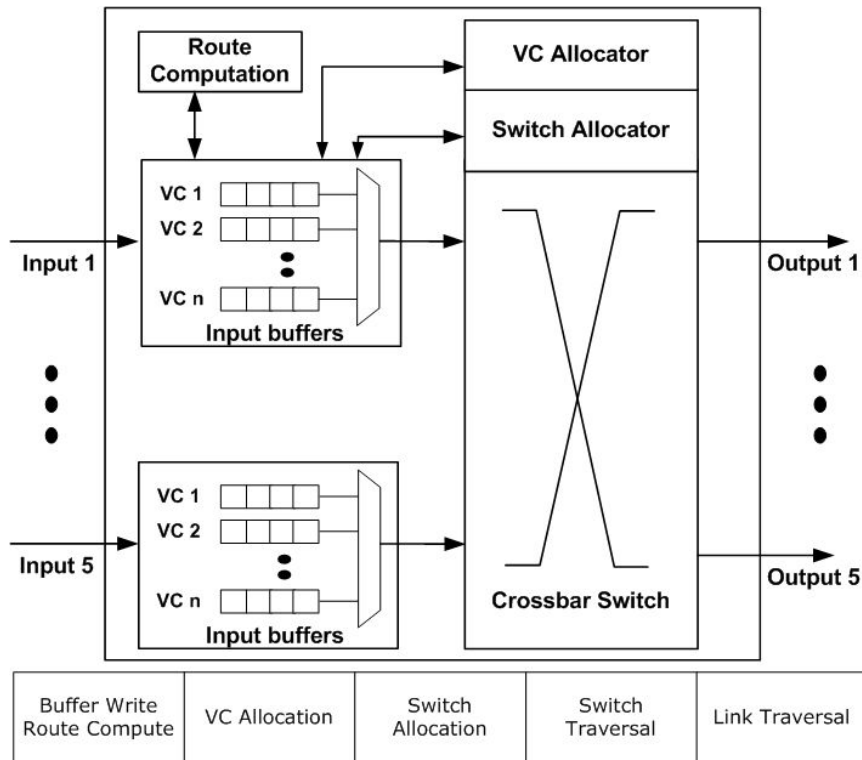 Route
Computation
VC Allocator
Switch Allocator
VC 1
VC 2
VC n
Input buffers
Input 1
Output 1
VC 1
VC 2
VC n
Input buffers
Input 5
Output 5
Crossbar Switch
Buffer Write
Route Compute
VC Allocation
Switch
Allocation
Switch
Traversal
Link Traversal